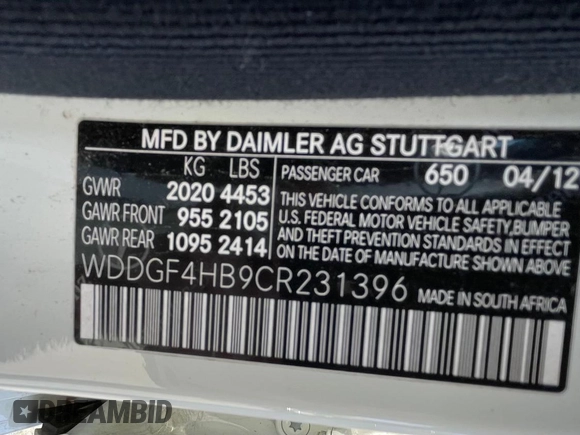 MFD BY DAIMLER AG STUTTGART
KG LBS
GVWR 2020 4453
GAWR FRONT 955 2105
GAWR REAR 1095 2414
PASSENGER CAR 650 04/12
THIS VEHICLE CONFORMS TO ALL APPLICABLE
U.S. FEDERAL MOTOR VEHICLE SAFETY, BUMPER
AND THEFT PREVENTION STANDARDS IN EFFECT
ON THE DATE OF MANUFACTURE SHOWN ABOVE.
WDDGF4HB9CR231396 MADE IN SOUTH AFRICA
DREAMBID